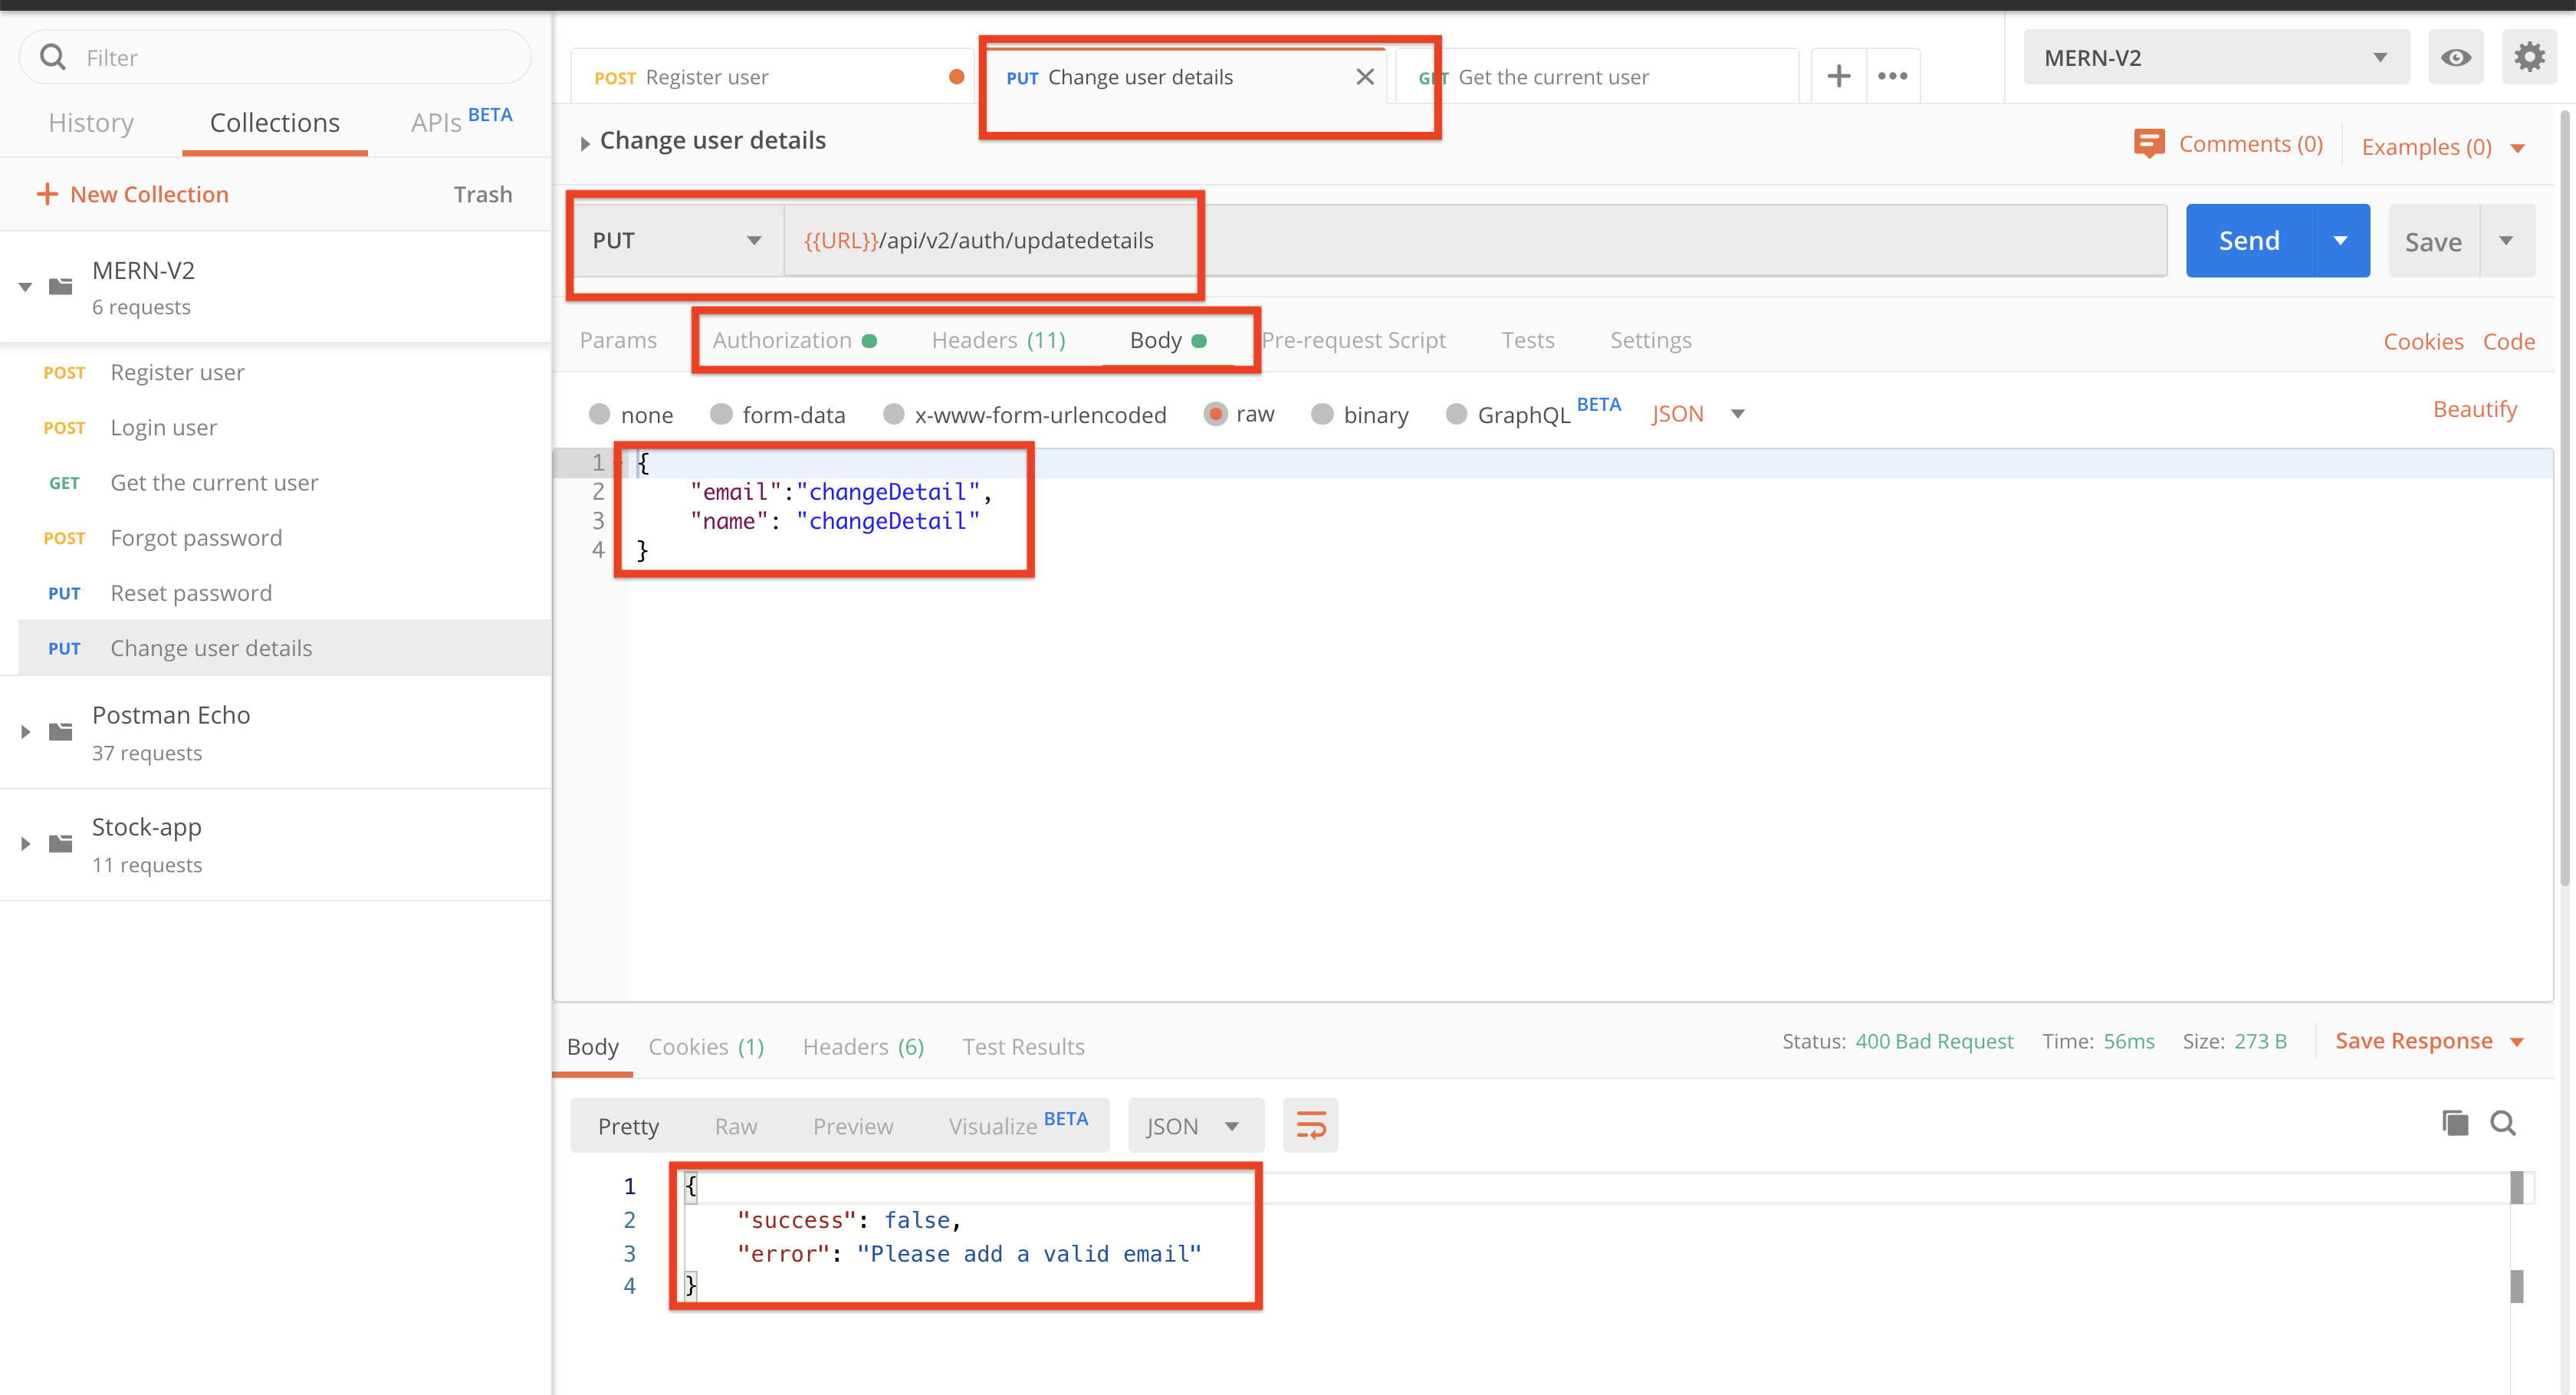 Filter
History
Collections
APIs BETA
+ New Collection
Trash
MERN-V2
6 requests
POST Register user
POST Login user
GET Get the current user
POST Forgot password
PUT Reset password
PUT Change user details
Postman Echo
37 requests
Stock-app
11 requests
POST Register user
PUT Change user details
GET Get the current user
MERN-V2
Change user details
Comments (0)
Examples (0)
PUT
{{URL}}/api/v2/auth/updatedetails
Send
Save
Params
Authorization
Headers (11)
Body
Pre-request Script
Tests
Settings
Cookies
Code
none
form-data
x-www-form-urlencoded
raw
binary
GraphQL BETA
JSON
Beautify
1 {
2 "email":"changeDetail",
3 "name": "changeDetail"
4 }
Body
Cookies (1)
Headers (6)
Test Results
Status: 400 Bad Request
Time: 56ms
Size: 273 B
Save Response
Pretty
Raw
Preview
Visualize BETA
JSON
1 {
2 "success": false,
3 "error": "Please add a valid email"
4 }